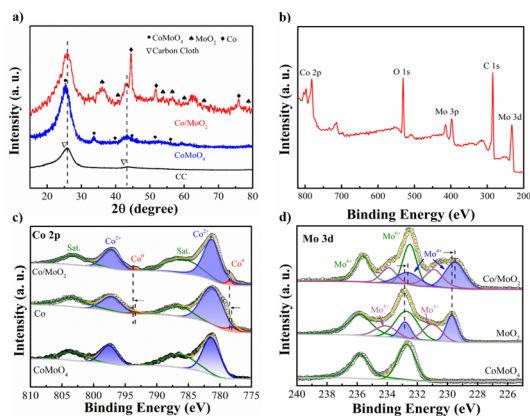 a)
CoMoO4 MoO2 Co
Carbon Cloth
Co/MoO2
CoMoO4
CC
Intensity (a. u.)
20 30 40 50 60 70 80
2θ (degree)
b)
Co 2p
O 1s
Mo 3p
C 1s
Mo 3d
Intensity (a. u.)
800 600 400 200
Binding Energy (eV)
c)
Co 2p
Sat. Co2+ Co0 Sat. Co2+ Co0
Co/MoO2
Co
CoMoO4
Intensity (a. u.)
810 805 800 795 790 785 780 775
Binding Energy (eV)
d)
Mo 3d
Mo6+ Mo6+ Mo4+
Co/MoO2
Mo5+ Mo5+
MoO2
CoMoO4
Intensity (a. u.)
240 238 236 234 232 230 228 226
Binding Energy (eV)